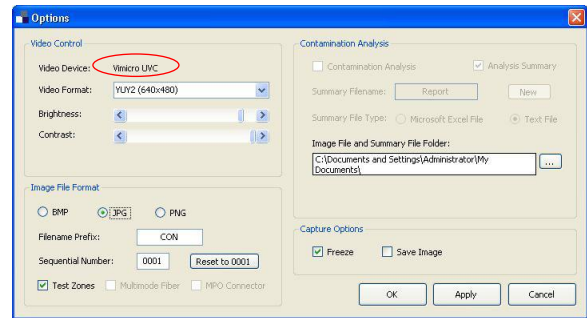 Options
Video Control
Video Device: Vimicro UVC
Video Format: YUY2 (640x480)
Brightness:
Contrast:
Image File Format
BMP JPG PNG
Filename Prefix: CON
Sequential Number: 0001 Reset to 0001
Test Zones Multimode Fiber MPO Connector
Contamination Analysis
Contamination Analysis Analysis Summary
Summary Filename: Report New
Summary File Type: Microsoft Excel File Text File
Image File and Summary File Folder:
C:\Documents and Settings\Administrator\My
Documents\ ...
Capture Options
Freeze Save Image
OK Apply Cancel